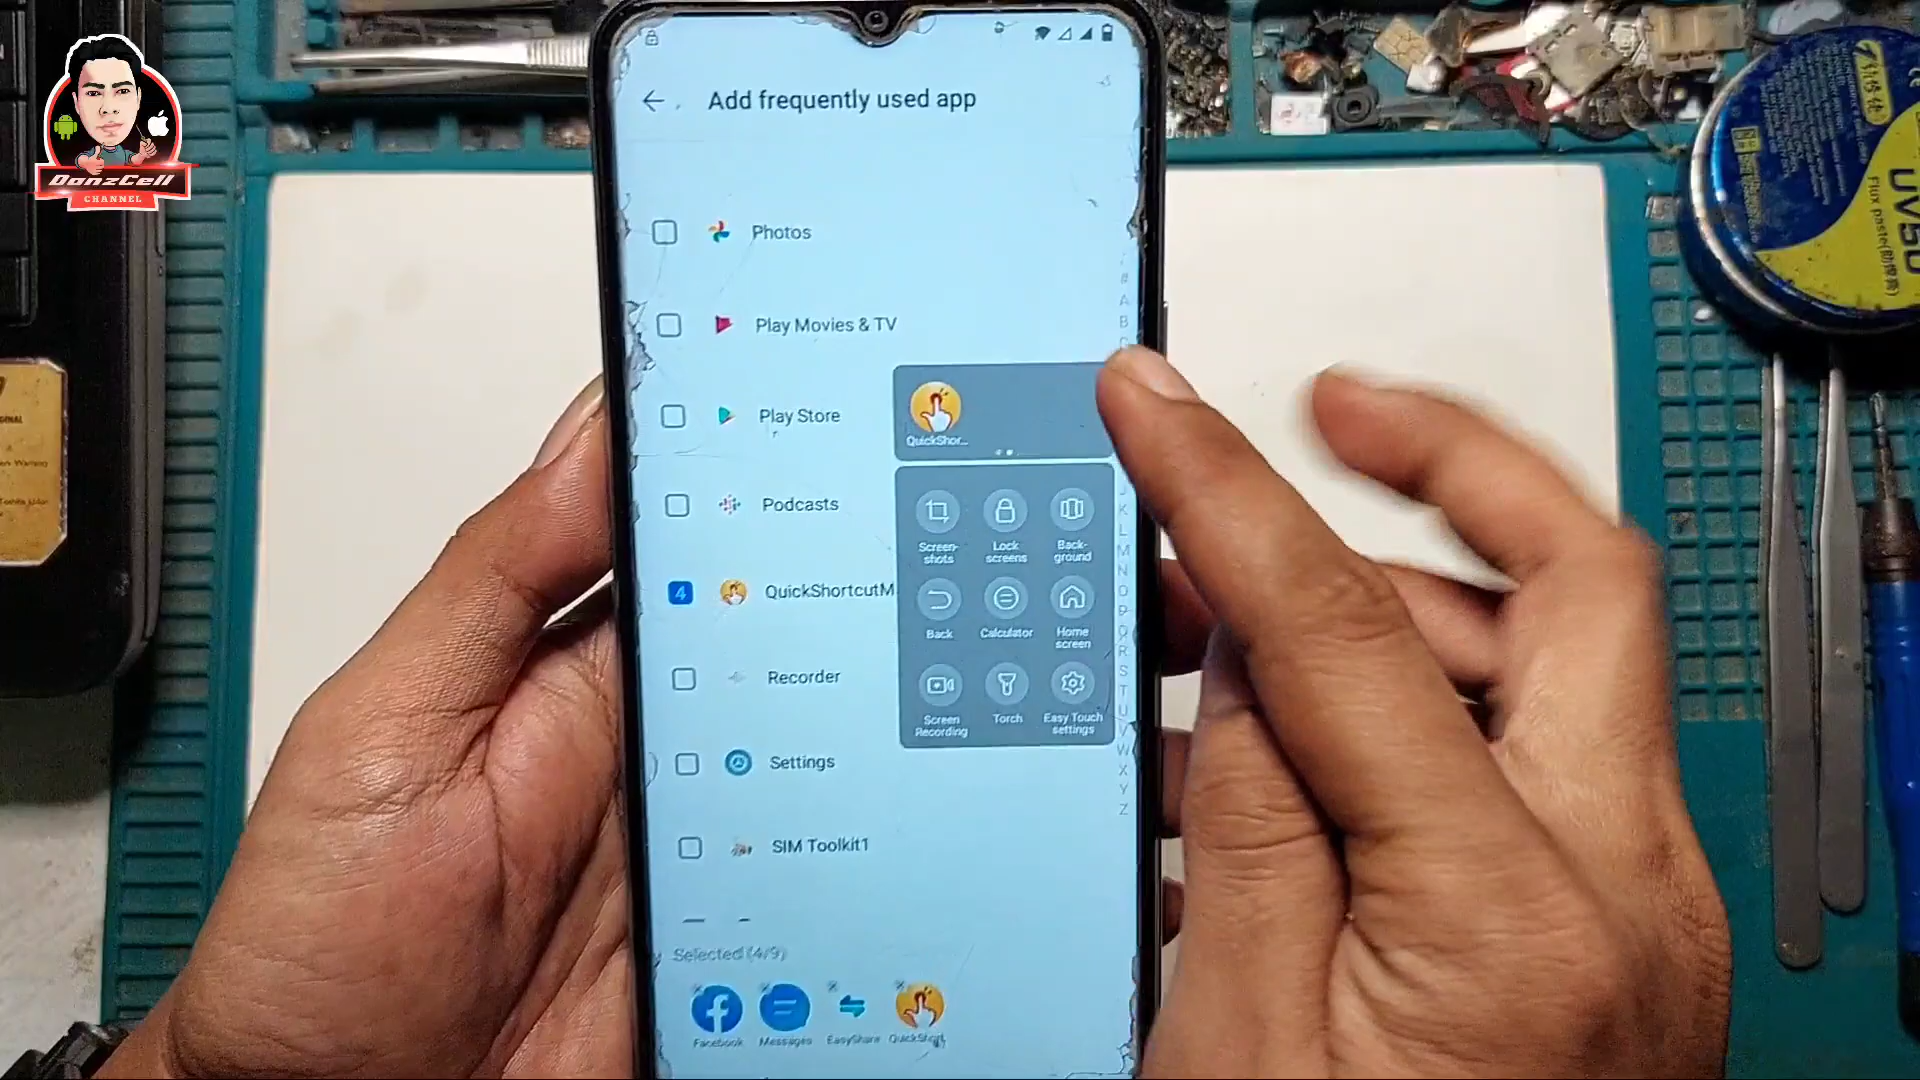 DanzCell
CHANNEL
Add frequently used app
Photos
Play Movies & TV
Play Store
Podcasts
4
QuickShortcutM
Recorder
Settings
SIM Toolkit1
QuickShor...
Screen-
shots
Lock
screens
Back-
ground
Back
Calculator
Home
screen
Screen
Recording
Torch
Easy Touch
settings
#
A
B
J
K
L
M
N
O
P
Q
R
S
T
U
V
W
X
Y
Z
Selected (4/9)
Facebook
Messages
EasyShare
QuickShort
UV50
Flux paste